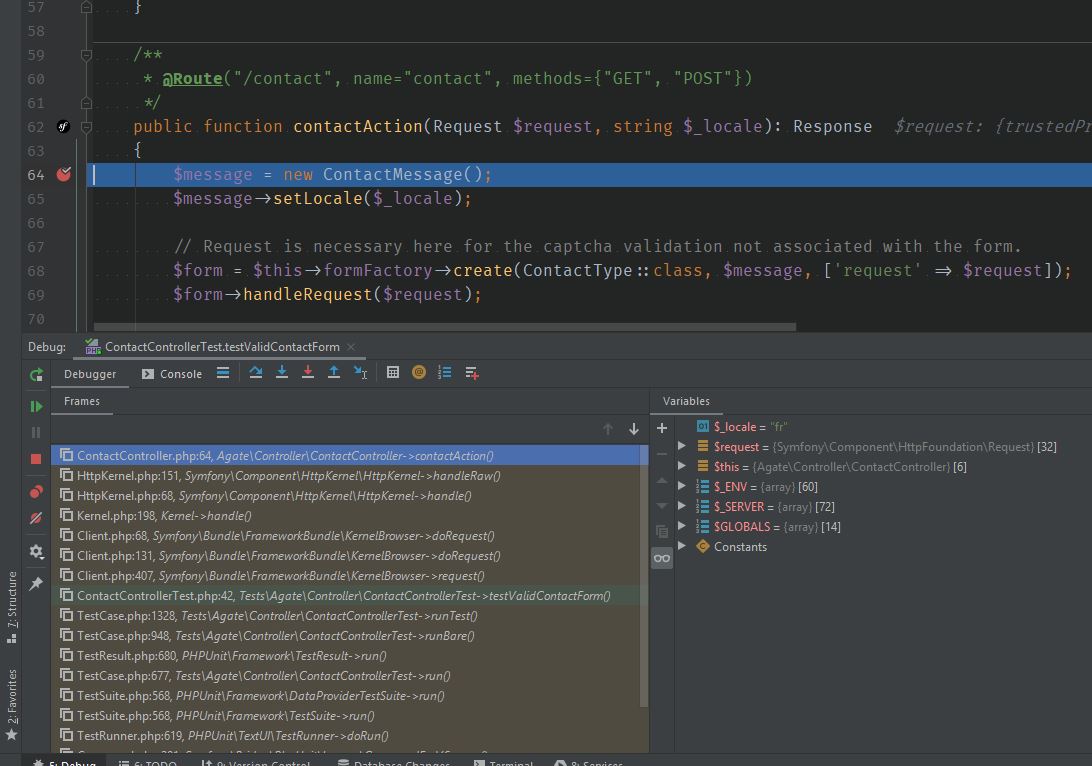 57 }
58
59 /**
60 * @Route("/contact", name="contact", methods={"GET", "POST"})
61 */
62 public function contactAction(Request $request, string $_locale): Response $request: {trustedPr
63 {
64 $message = new ContactMessage();
65 $message→setLocale($_locale);
66
67 // Request is necessary here for the captcha validation not associated with the form.
68 $form = $this→formFactory→create(ContactType::class, $message, ['request' ⇒ $request]);
69 $form→handleRequest($request);
70
Debug: ContactControllerTest.testValidContactForm
Debugger Console
Frames
ContactController.php:64, Agate\Controller\ContactController->contactAction()
HttpKernel.php:151, Symfony\Component\HttpKernel\HttpKernel->handleRaw()
HttpKernel.php:68, Symfony\Component\HttpKernel\HttpKernel->handle()
Kernel.php:198, Kernel->handle()
Client.php:68, Symfony\Bundle\FrameworkBundle\KernelBrowser->doRequest()
Client.php:131, Symfony\Bundle\FrameworkBundle\KernelBrowser->doRequest()
Client.php:407, Symfony\Bundle\FrameworkBundle\KernelBrowser->request()
ContactControllerTest.php:42, Tests\Agate\Controller\ContactControllerTest->testValidContactForm()
TestCase.php:1328, Tests\Agate\Controller\ContactControllerTest->runTest()
TestCase.php:948, Tests\Agate\Controller\ContactControllerTest->runBare()
TestResult.php:680, PHPUnit\Framework\TestResult->run()
TestCase.php:677, Tests\Agate\Controller\ContactControllerTest->run()
TestSuite.php:568, PHPUnit\Framework\DataProviderTestSuite->run()
TestSuite.php:568, PHPUnit\Framework\TestSuite->run()
TestRunner.php:619, PHPUnit\TextUI\TestRunner->doRun()
Variables
$_locale = "fr"
$request = {Symfony\Component\HttpFoundation\Request} [32]
$this = {Agate\Controller\ContactController} [6]
$_ENV = {array} [60]
$_SERVER = {array} [72]
$GLOBALS = {array} [14]
Constants
7: Structure
2: Favorites
5: Debug 6: TODO 9: Version Control Database Changes Terminal 8: Services